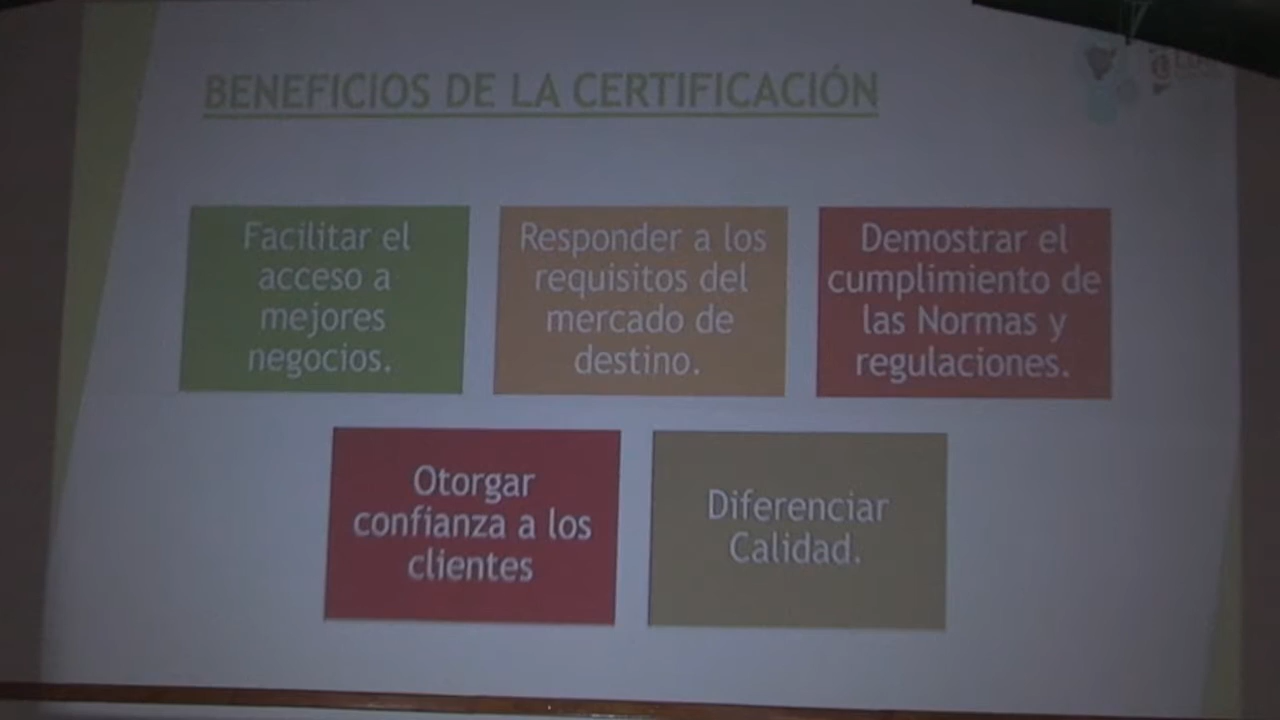 BENEFICIOS DE LA CERTIFICACIÓN
Facilitar el
acceso a
mejores
negocios.
Responder a los
requisitos del
mercado de
destino.
Demostrar el
cumplimiento de
las Normas y
regulaciones.
Otorgar
confianza a los
clientes
Diferenciar
Calidad.